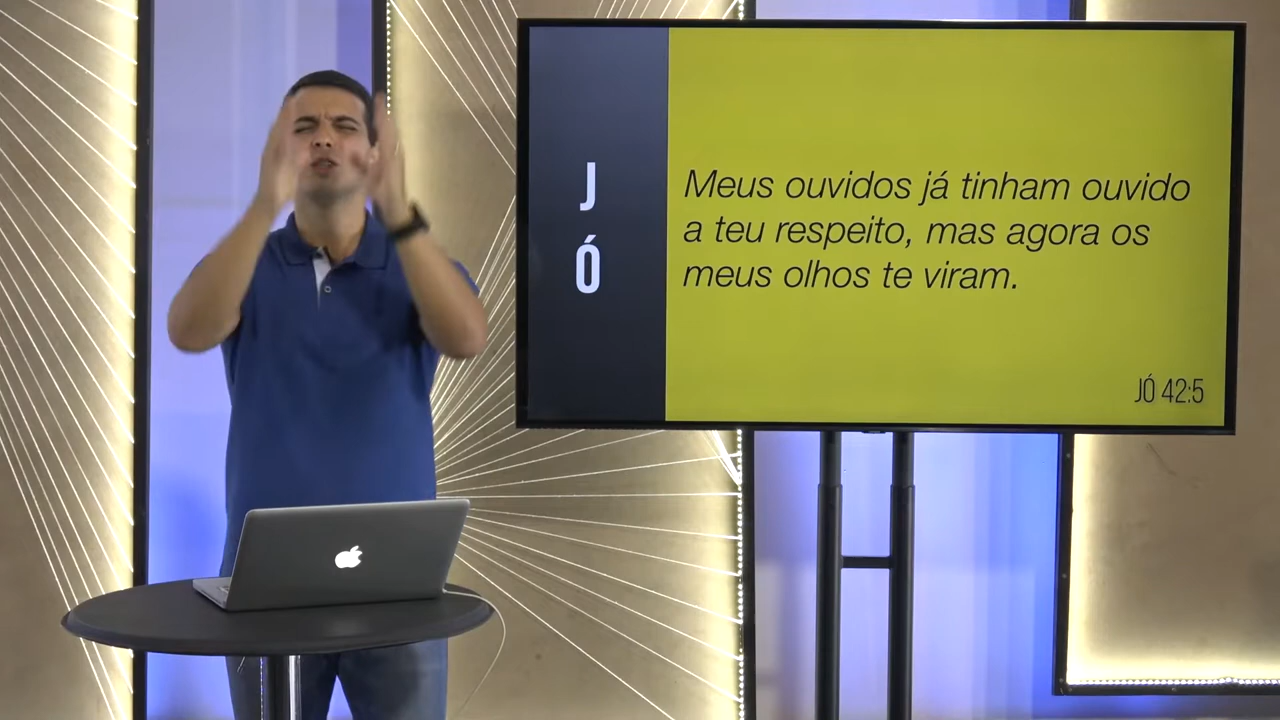 J
Ó
Meus ouvidos já tinham ouvido
a teu respeito, mas agora os
meus olhos te viram.
JÓ 42:5